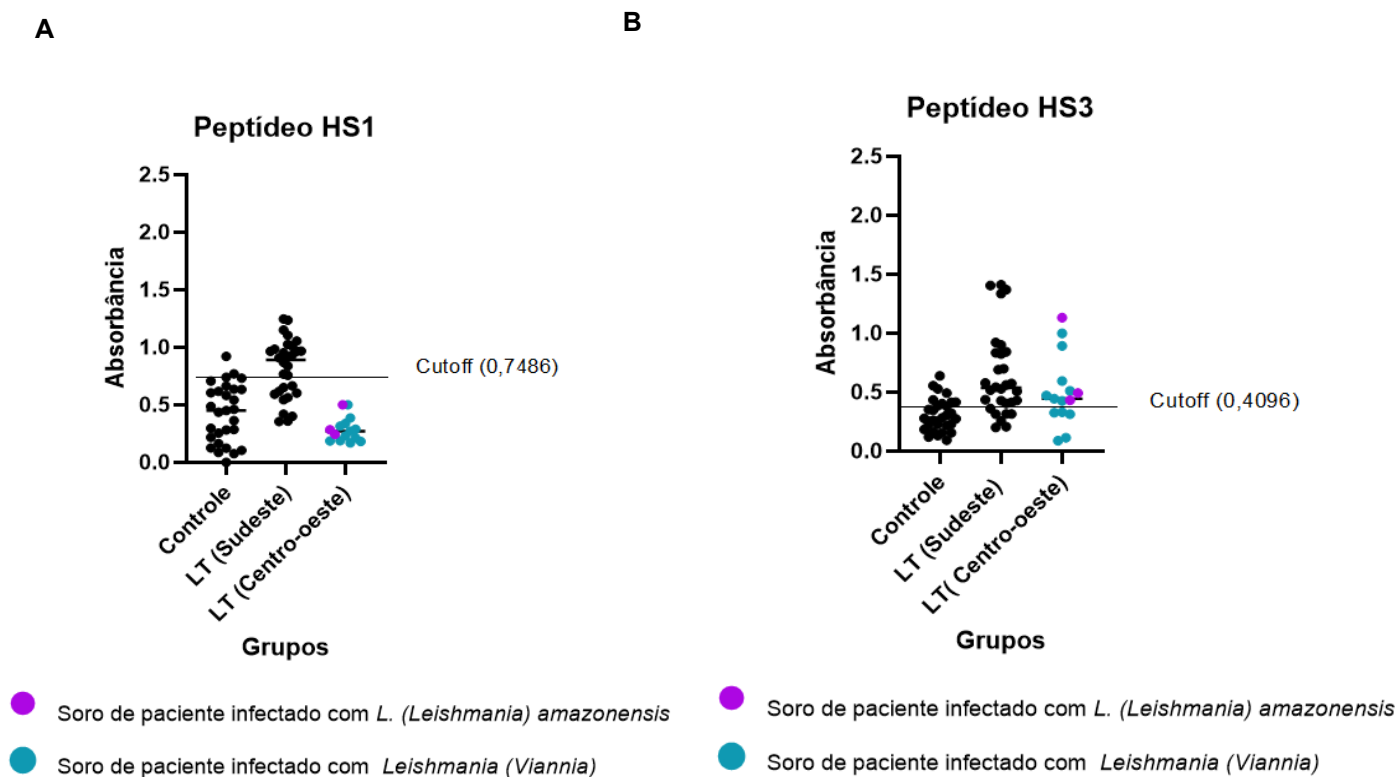 A
Peptídeo HS1
Absorbância
2.5
2.0
1.5
1.0
0.5
0.0
Cutoff (0,7486)
Controle
LT (Sudeste)
LT (Centro-oeste)
Grupos
Soro de paciente infectado com L. (Leishmania) amazonensis
Soro de paciente infectado com Leishmania (Viannia)
B
Peptídeo HS3
Absorbância
2.5
2.0
1.5
1.0
0.5
0.0
Cutoff (0,4096)
Controle
LT (Sudeste)
LT( Centro-oeste)
Grupos
Soro de paciente infectado com L. (Leishmania) amazonensis
Soro de paciente infectado com Leishmania (Viannia)